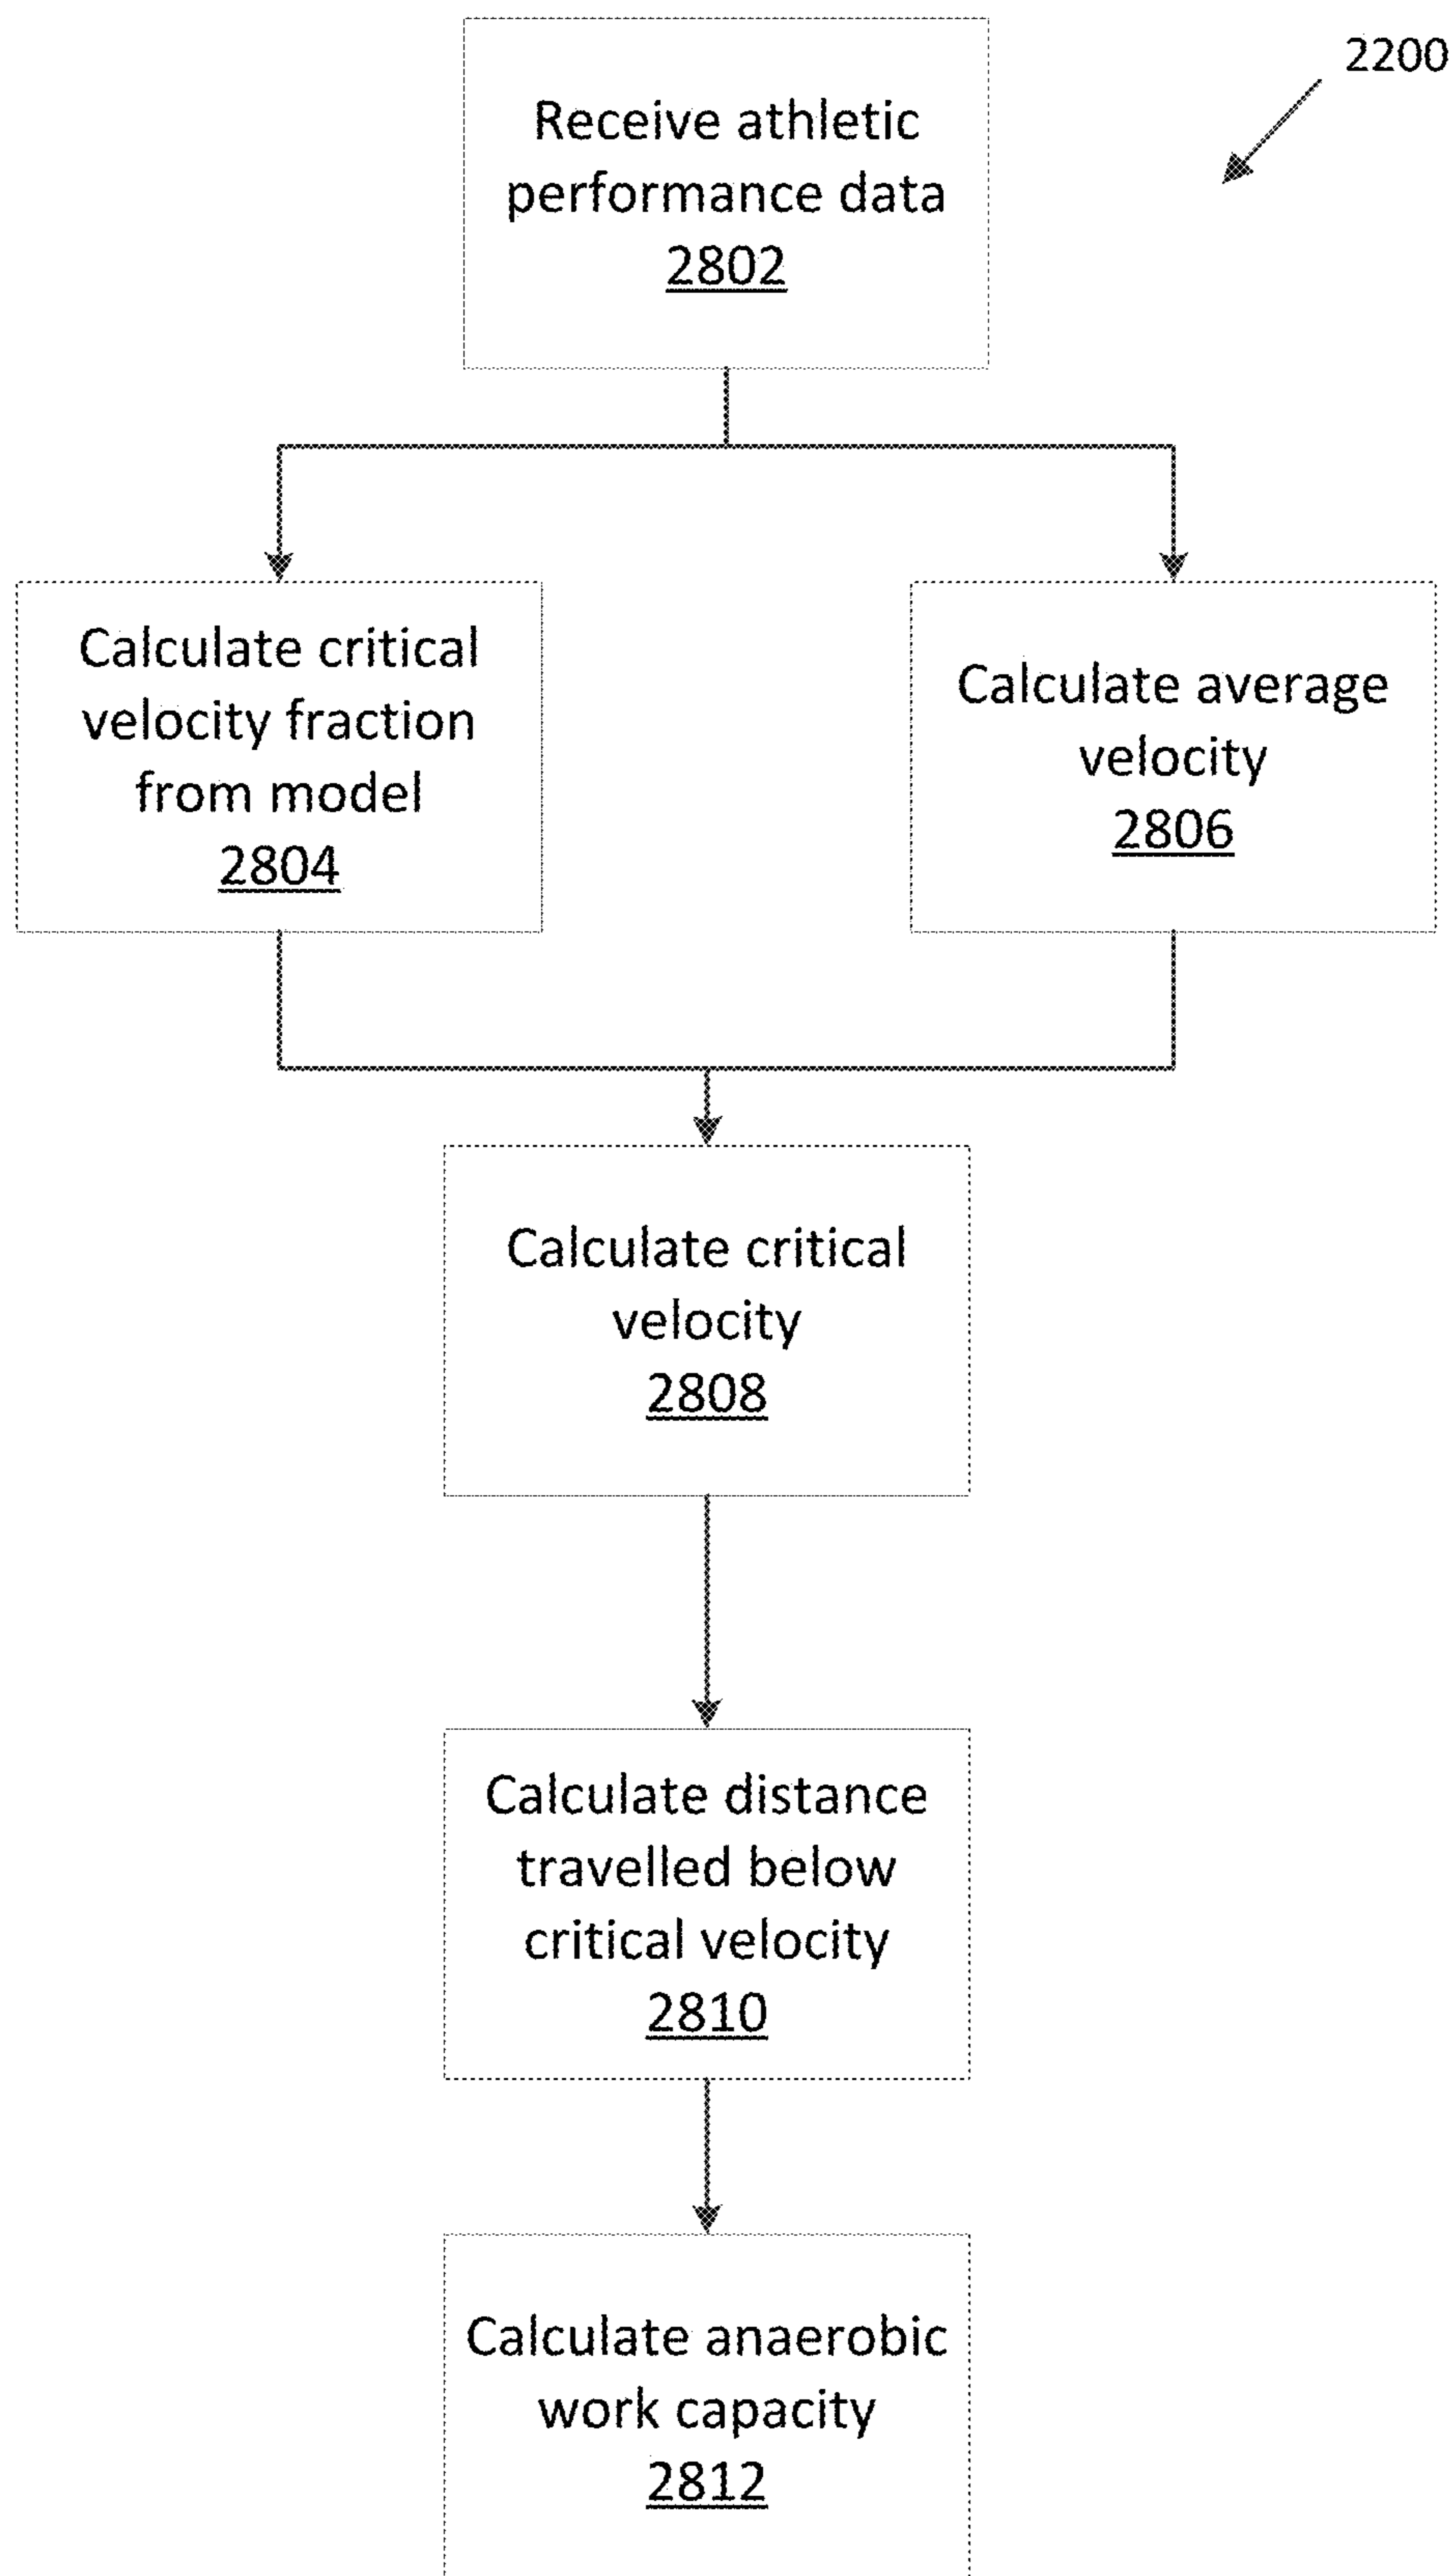 2200
Receive athletic
performance data
2802
Calculate critical
velocity fraction
from model
2804
Calculate average
velocity
2806
Calculate critical
velocity
2808
Calculate distance
travelled below
critical velocity
2810
Calculate anaerobic
work capacity
2812